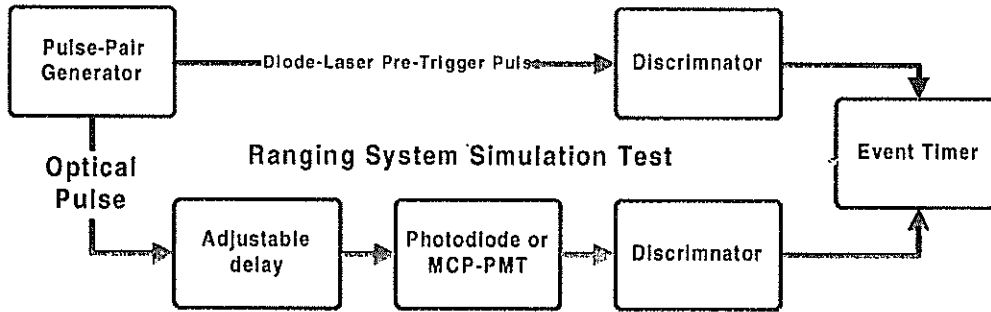 Pulse-Pair
Generator
Diode-Laser Pre-Trigger Pulse
Discrimnator
Event Timer
Ranging System Simulation Test
Optical
Pulse
Adjustable
delay
Photodiode or
MCP-PMT
Discrimnator